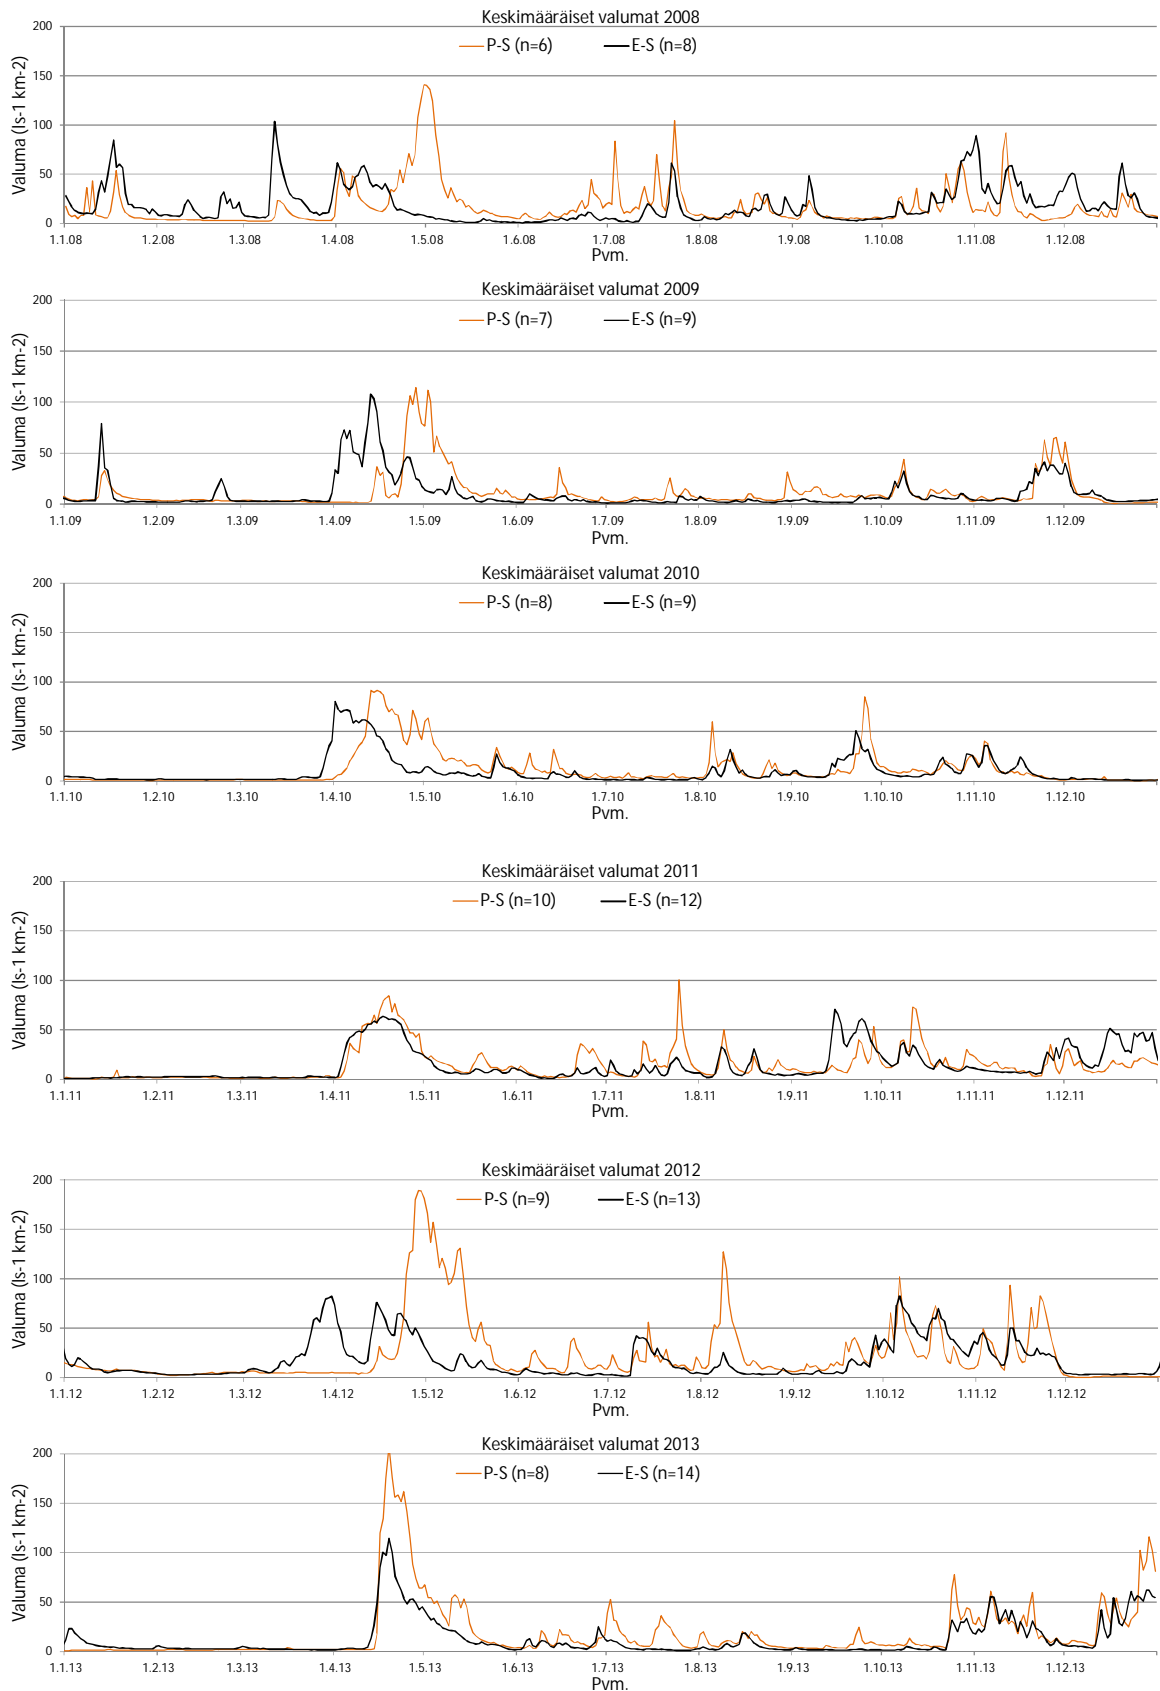 Keskimääräiset valumat 2008
P-S (n=6) E-S (n=8)
Valuma (ls-1 km-2)
200
150
100
50
0
1.1.08 1.2.08 1.3.08 1.4.08 1.5.08 1.6.08 1.7.08 1.8.08 1.9.08 1.10.08 1.11.08 1.12.08
Pvm.
Keskimääräiset valumat 2009
P-S (n=7) E-S (n=9)
Valuma (ls-1 km-2)
200
150
100
50
0
1.1.09 1.2.09 1.3.09 1.4.09 1.5.09 1.6.09 1.7.09 1.8.09 1.9.09 1.10.09 1.11.09 1.12.09
Pvm.
Keskimääräiset valumat 2010
P-S (n=8) E-S (n=9)
Valuma (ls-1 km-2)
200
150
100
50
0
1.1.10 1.2.10 1.3.10 1.4.10 1.5.10 1.6.10 1.7.10 1.8.10 1.9.10 1.10.10 1.11.10 1.12.10
Pvm.
Keskimääräiset valumat 2011
P-S (n=10) E-S (n=12)
Valuma (ls-1 km-2)
200
150
100
50
0
1.1.11 1.2.11 1.3.11 1.4.11 1.5.11 1.6.11 1.7.11 1.8.11 1.9.11 1.10.11 1.11.11 1.12.11
Pvm.
Keskimääräiset valumat 2012
P-S (n=9) E-S (n=13)
Valuma (ls-1 km-2)
200
150
100
50
0
1.1.12 1.2.12 1.3.12 1.4.12 1.5.12 1.6.12 1.7.12 1.8.12 1.9.12 1.10.12 1.11.12 1.12.12
Pvm.
Keskimääräiset valumat 2013
P-S (n=8) E-S (n=14)
Valuma (ls-1 km-2)
200
150
100
50
0
1.1.13 1.2.13 1.3.13 1.4.13 1.5.13 1.6.13 1.7.13 1.8.13 1.9.13 1.10.13 1.11.13 1.12.13
Pvm.